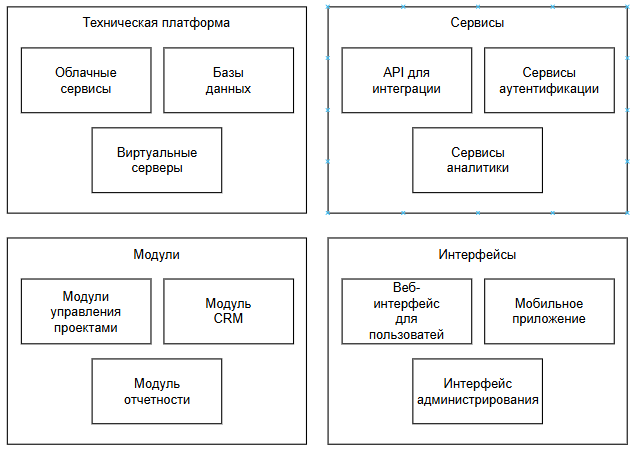 Техническая платформа
Облачные
сервисы
Базы
данных
Виртуальные
серверы
Сервисы
API для
интеграции
Сервисы
аутентификации
Сервисы
аналитики
Модули
Модули
управления
проектами
Модуль
CRM
Модуль
отчетности
Интерфейсы
Веб-
интерфейс
для
пользоватей
Мобильное
приложение
Интерфейс
администрирования